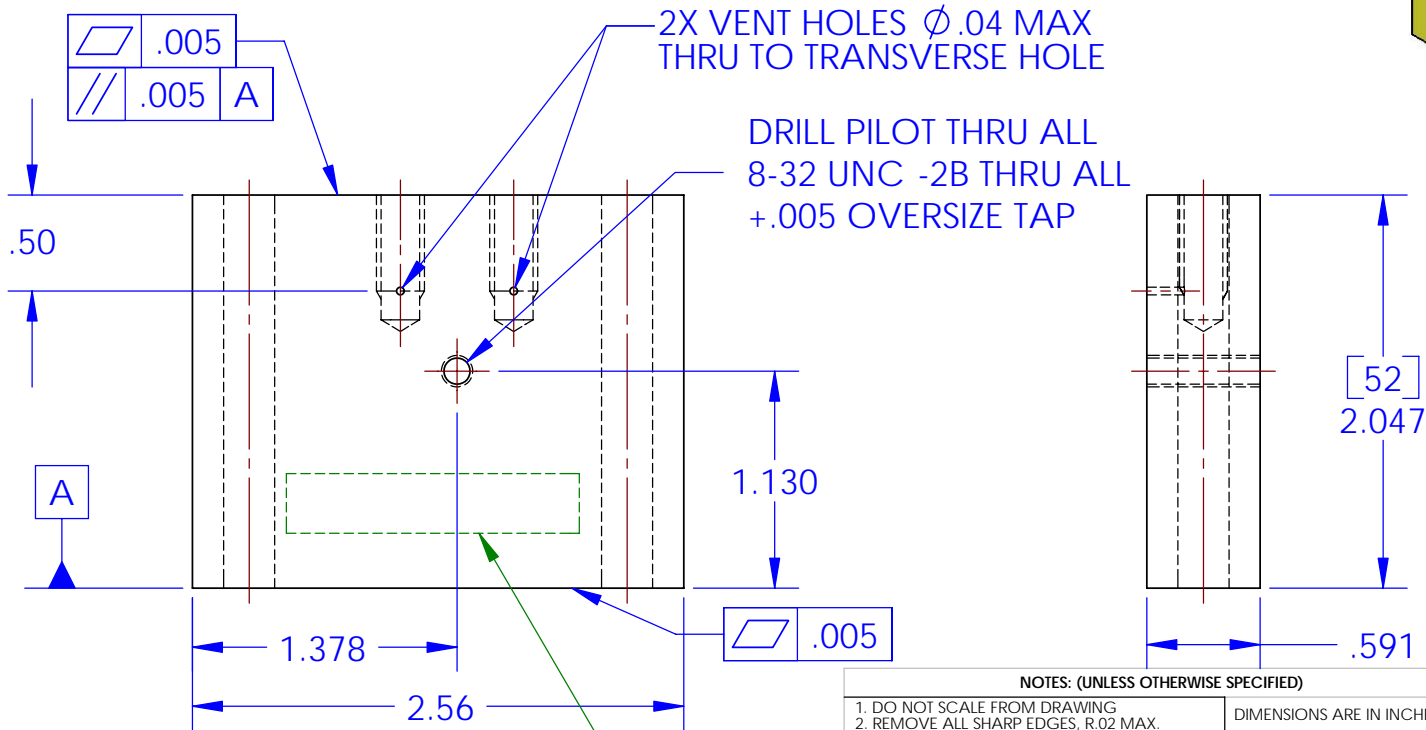 .005
// .005 A
2X VENT HOLES Ø .04 MAX
THRU TO TRANSVERSE HOLE
DRILL PILOT THRU ALL
8-32 UNC -2B THRU ALL
+.005 OVERSIZE TAP
.50
[52]
2.047
1.130
A
.005
1.378
.591
2.56
NOTES: (UNLESS OTHERWISE SPECIFIED)
1. DO NOT SCALE FROM DRAWING
2. REMOVE ALL SHARP EDGES, R.02 MAX.
DIMENSIONS ARE IN